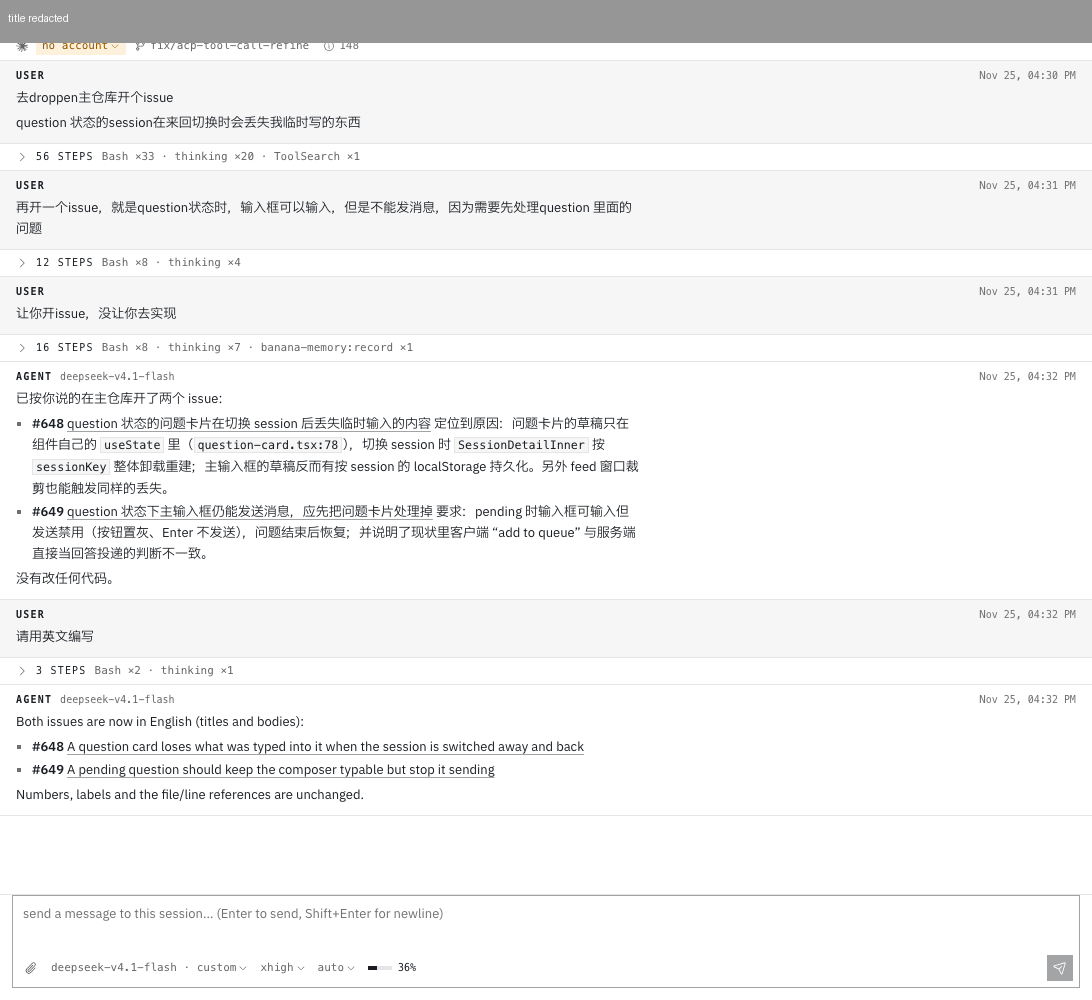 title redacted
no account fix/acp-tool-call-refine 148
USER Nov 25, 04:30 PM
去droppen主仓库开个issue
question 状态的session在来回切换时会丢失我临时写的东西
56 STEPS Bash ×33 · thinking ×20 · ToolSearch ×1
USER Nov 25, 04:31 PM
再开一个issue，就是question状态时，输入框可以输入，但是不能发消息，因为需要先处理question 里面的
问题
12 STEPS Bash ×8 · thinking ×4
USER Nov 25, 04:31 PM
让你开issue，没让你去实现
16 STEPS Bash ×8 · thinking ×7 · banana-memory:record ×1
AGENT deepseek-v4.1-flash Nov 25, 04:32 PM
已按你说的在主仓库开了两个 issue:
#648 question 状态的问题卡片在切换 session 后丢失临时输入的内容 定位到原因：问题卡片的草稿只在
组件自己的 useState 里（question-card.tsx:78），切换 session 时 SessionDetailInner 按
sessionKey 整体卸载重建；主输入框的草稿反而有按 session 的 localStorage 持久化。另外 feed 窗口裁
剪也能触发同样的丢失。
#649 question 状态下主输入框仍能发送消息，应先把问题卡片处理掉 要求：pending 时输入框可输入但
发送禁用（按钮置灰、Enter 不发送），问题结束后恢复；并说明了现状里客户端 “add to queue” 与服务端
直接当回答投递的判断不一致。
没有改任何代码。
USER Nov 25, 04:32 PM
请用英文编写
3 STEPS Bash ×2 · thinking ×1
AGENT deepseek-v4.1-flash Nov 25, 04:32 PM
Both issues are now in English (titles and bodies):
#648 A question card loses what was typed into it when the session is switched away and back
#649 A pending question should keep the composer typable but stop it sending
Numbers, labels and the file/line references are unchanged.
send a message to this session... (Enter to send, Shift+Enter for newline)
deepseek-v4.1-flash · custom xhigh auto 36%